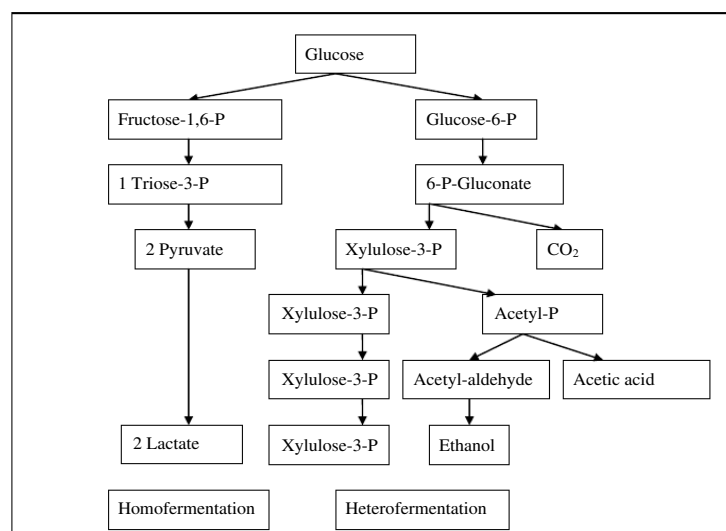 Glucose
Fructose-1,6-P
Glucose-6-P
1 Triose-3-P
6-P-Gluconate
2 Pyruvate
Xylulose-3-P
CO₂
Xylulose-3-P
Acetyl-P
Xylulose-3-P
Acetyl-aldehyde
Acetic acid
2 Lactate
Xylulose-3-P
Ethanol
Homofermentation
Heterofermentation